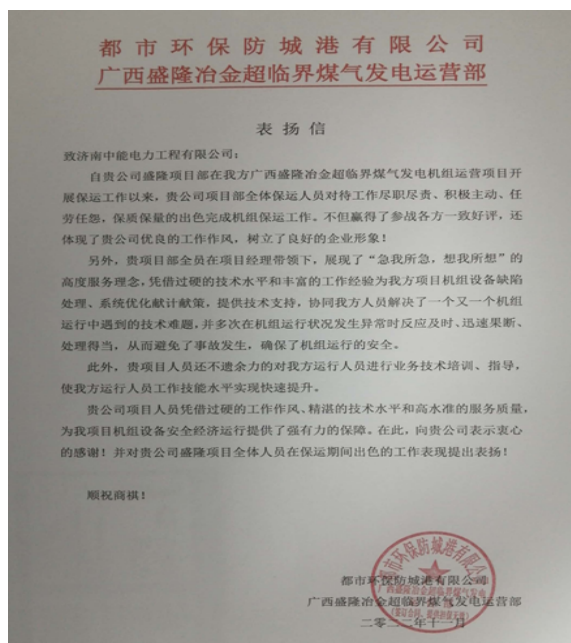 都市环保防城港有限公司
广西盛隆冶金超临界煤气发电运营部
表扬信
致济南中能电力工程有限公司：
自贵公司盛隆项目部在我方广西盛隆冶金超临界煤气发电机组运营项目开
展保运工作以来，贵公司项目部全体保运人员对待工作尽职尽责、积极主动、任
劳任怨，保质保量的出色完成机组保运工作。不但赢得了参战各方一致好评，还
体现了贵公司优良的工作作风，树立了良好的企业形象！
另外，贵项目部全员在项目经理带领下，展现了“急我所急，想我所想”的
高度服务理念，凭借过硬的技术水平和丰富的工作经验为我方项目机组设备缺陷
处理、系统优化献计献策，提供技术支持，协同我方人员解决了一个又一个机组
运行中遇到的技术难题，并多次在机组运行状况发生异常时反应及时、迅速果断、
处理得当，从而避免了事故发生，确保了机组运行的安全。
此外，贵项目人员还不遗余力的对我方运行人员进行业务技术培训、指导，
使我方运行人员工作技能水平实现快速提升。
贵公司项目人员凭借过硬的工作作风、精湛的技术水平和高水准的服务质量，
为我项目机组设备安全经济运行提供了强有力的保障。在此，向贵公司表示衷心
的感谢！并对贵公司盛隆项目全体人员在保运期间出色的工作表现提出表扬！
顺祝商祺！
都市环保防城港有限公司
都市环保防城港有限公司
广西盛隆冶金超临界煤气发电运营部
二零二二年十一月